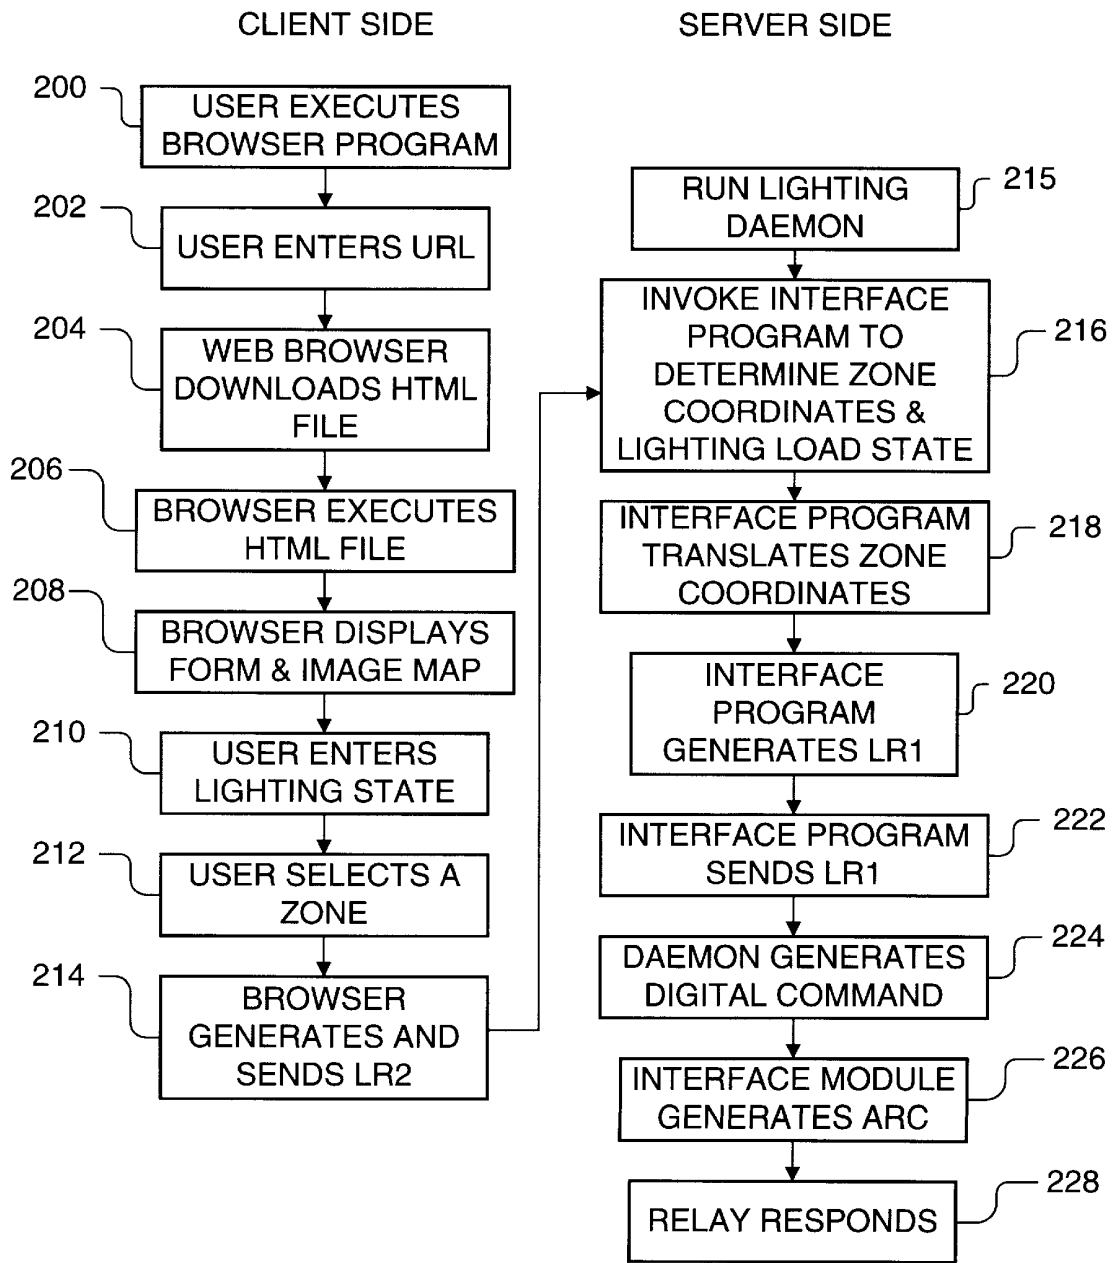 CLIENT SIDE
200
USER EXECUTES
BROWSER PROGRAM
202
USER ENTERS URL
204
WEB BROWSER
DOWNLOADS HTML
FILE
206
BROWSER EXECUTES
HTML FILE
208
BROWSER DISPLAYS
FORM & IMAGE MAP
210
USER ENTERS
LIGHTING STATE
212
USER SELECTS A
ZONE
214
BROWSER
GENERATES AND
SENDS LR2
SERVER SIDE
RUN LIGHTING
DAEMON
215
INVOKE INTERFACE
PROGRAM TO
DETERMINE ZONE
COORDINATES &
LIGHTING LOAD STATE
216
INTERFACE PROGRAM
TRANSLATES ZONE
COORDINATES
218
INTERFACE
PROGRAM
GENERATES LR1
220
INTERFACE PROGRAM
SENDS LR1
222
DAEMON GENERATES
DIGITAL COMMAND
224
INTERFACE MODULE
GENERATES ARC
226
RELAY RESPONDS
228